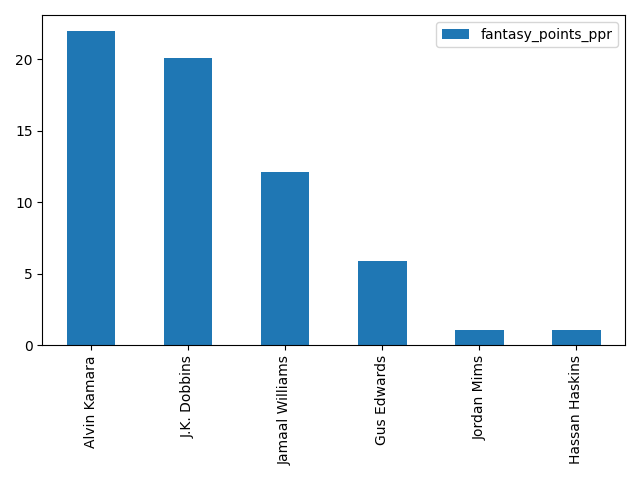 fantasy_points_ppr
20
15
10
5
0
Alvin Kamara
J.K. Dobbins
Jamaal Williams
Gus Edwards
Jordan Mims
Hassan Haskins